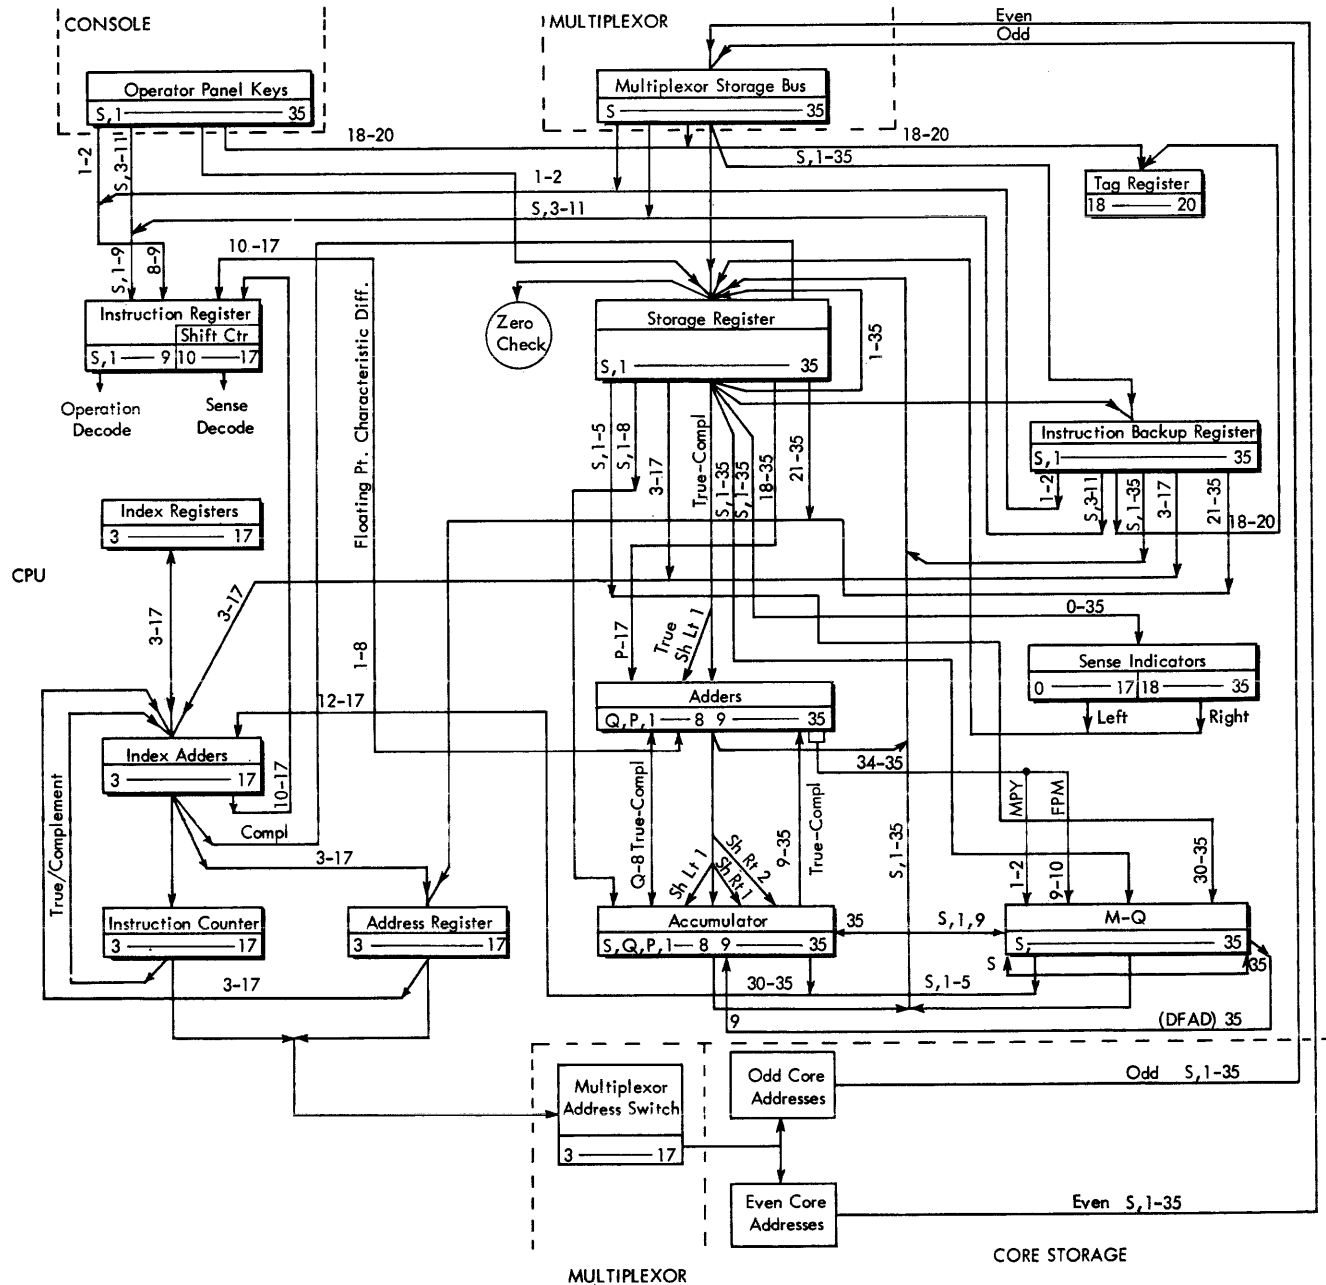 CONSOLE
MULTIPLEXOR
Even
Odd
Operator Panel Keys
S,1 35
Multiplexor Storage Bus
S 35
18-20
18-20
1-2
S,3-11
S,1-35
1-2
Tag Register
18 20
S,3-11
10-17
S,1-9
8-9
Instruction Register
Shift Ctr
S,1 9 10 17
Operation
Decode
Sense
Decode
Floating Pt. Characteristic Diff.
Zero
Check
Storage Register
S,1 35
1-35
S,1-5
S,1-8
3-17
True-Compl
S,1-35
S,1-35
18-35
21-35
Instruction Backup Register
S,1 35
1-2
S,3-11
S,1-35
3-17
21-35
18-20
Index Registers
3 17
CPU
3-17
3-17
0-35
1-8
P-17
True
Sh Lt 1
Sense Indicators
0 17 18 35
Left
Right
12-17
Adders
Q,P,1 8 9 35
Index Adders
3 17
10-17
34-35
True/Complement
Compl
3-17
Q-8 True-Compl
Sh Lt 1
Sh Rt 1
Sh Rt 2
9-35
True-Compl
S,1-35
MPY
FPM
1-2
9-10
30-35
Instruction Counter
3 17
Address Register
3 17
Accumulator
S,Q,P,1 8 9 35
35
S,1,9
M-Q
S, 35
S
35
3-17
30-35
S,1-5
9
(DFAD) 35
Multiplexor
Address Switch
3 17
Odd Core
Addresses
Odd S,1-35
Even Core
Addresses
Even S,1-35
CORE STORAGE
MULTIPLEXOR